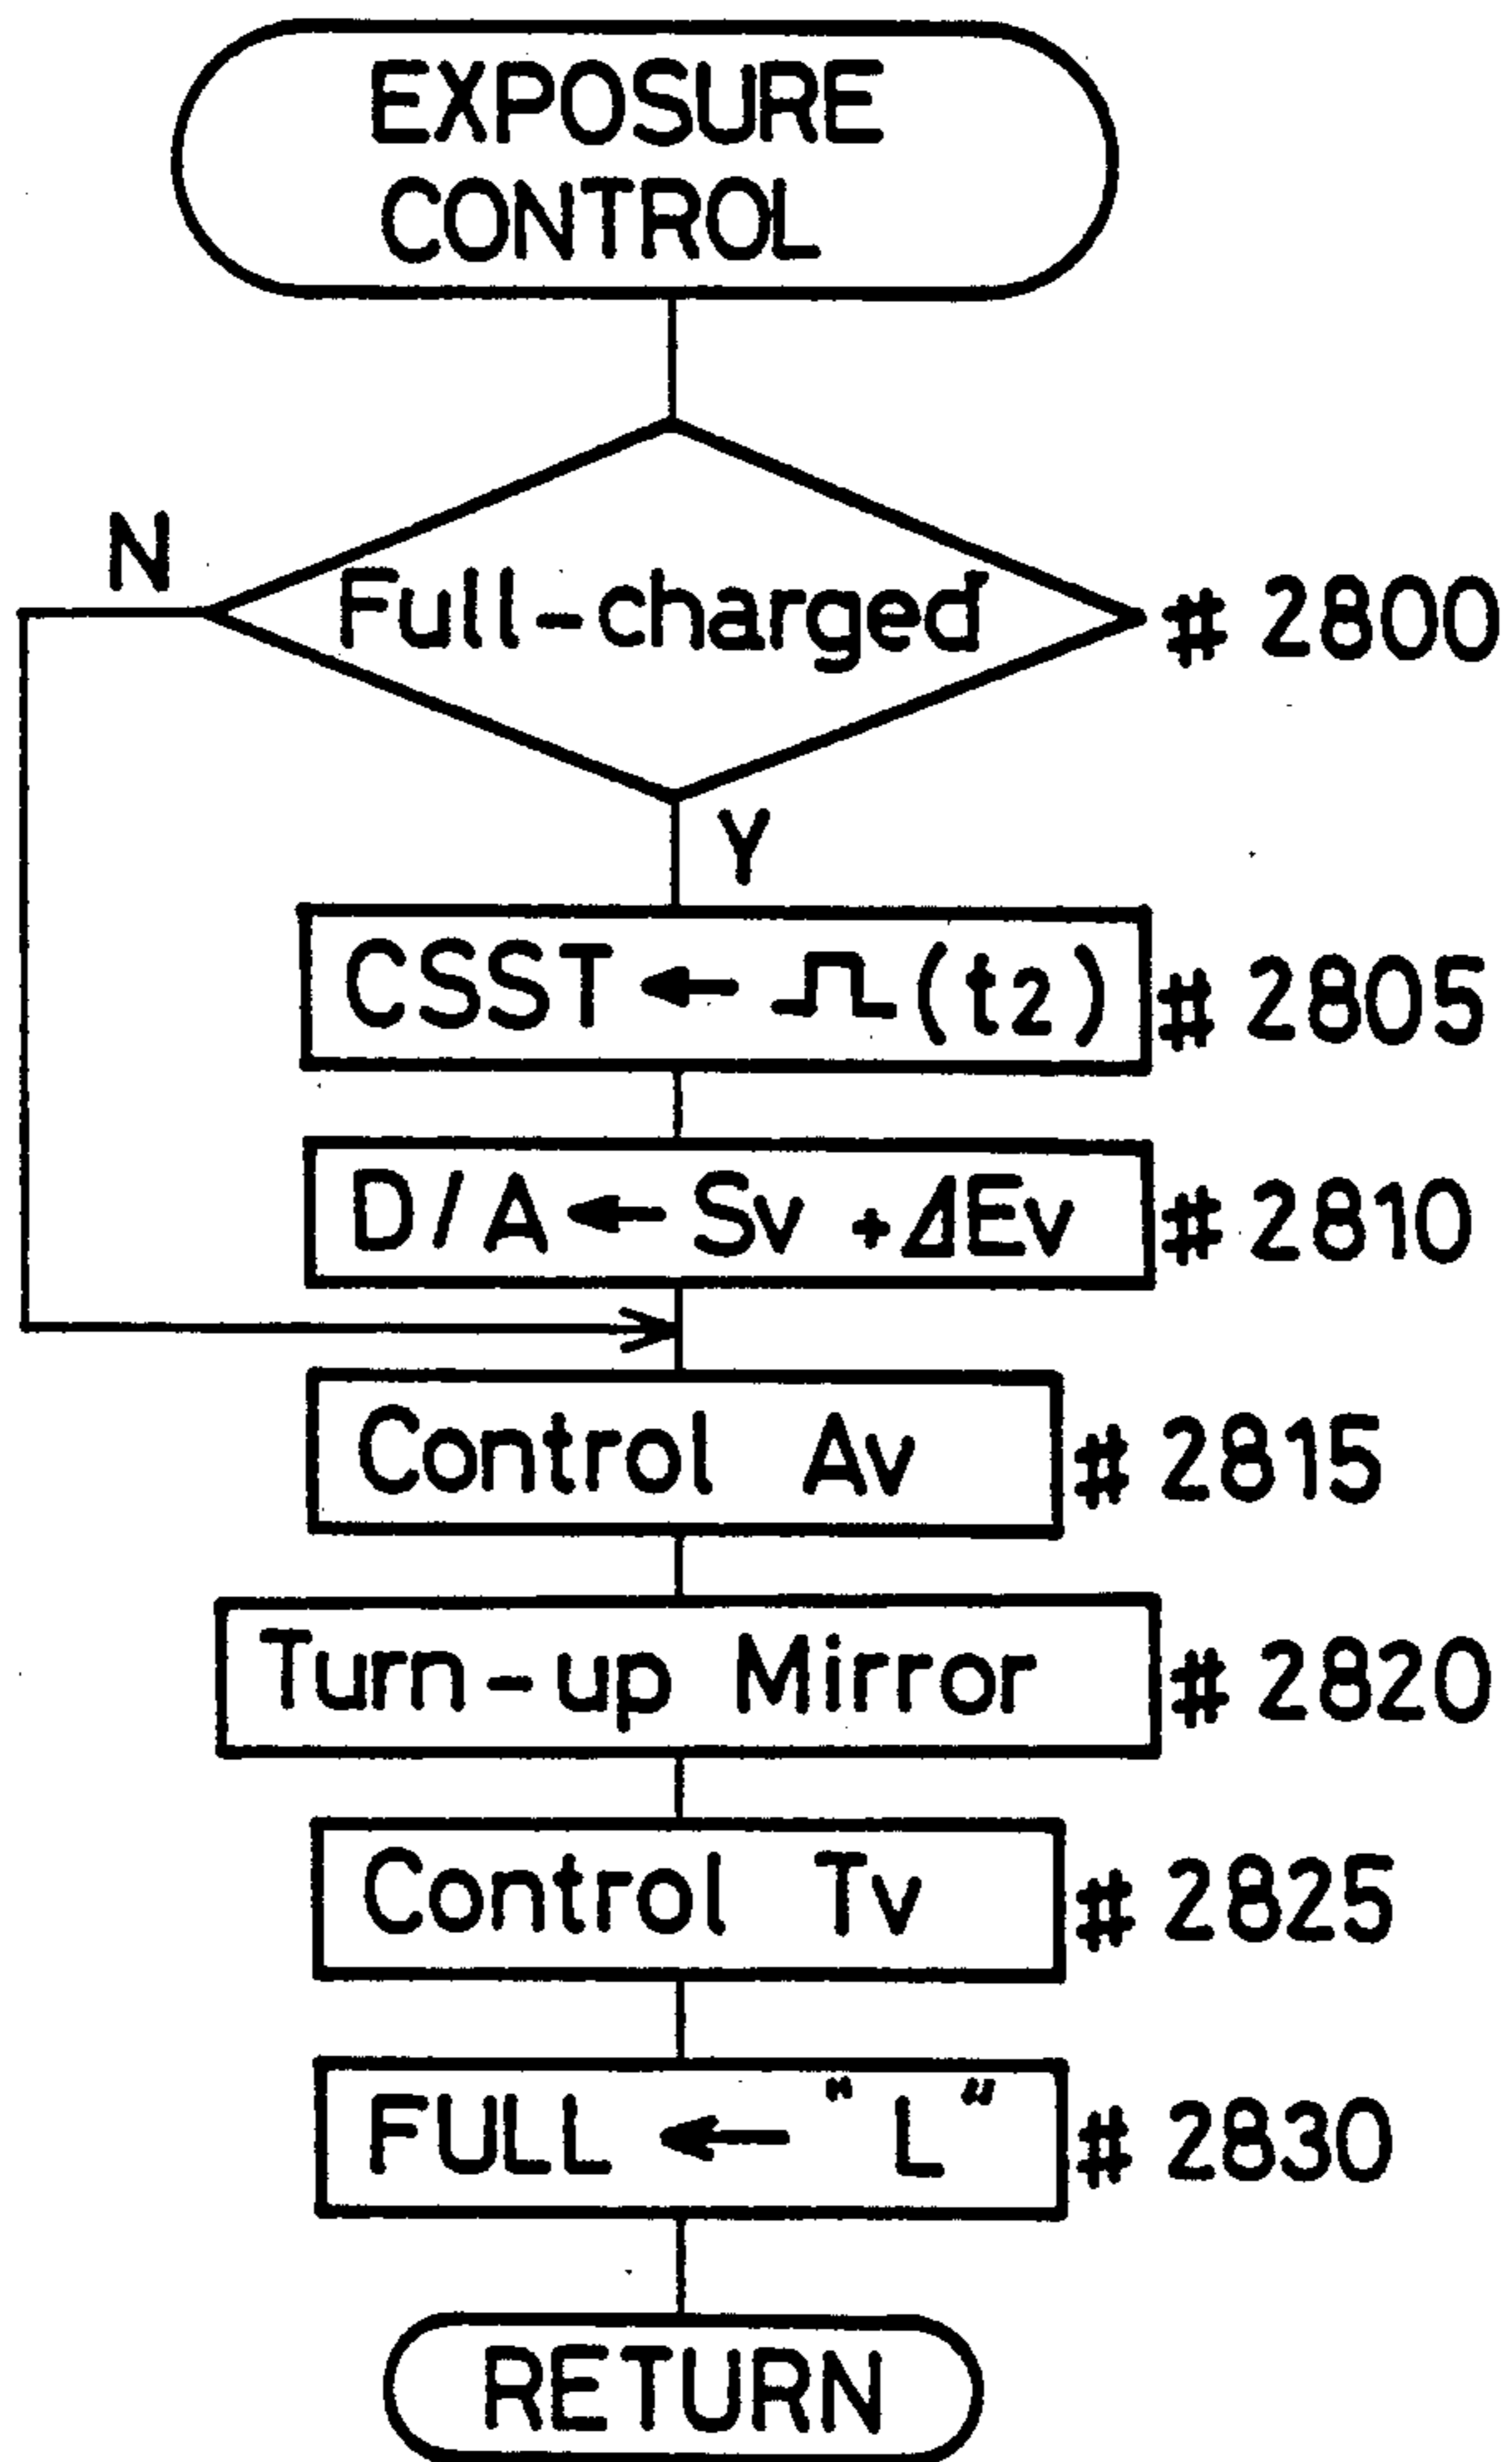 EXPOSURE
CONTROL
N
Full-charged
# 2800
Y
CSST ← ⎍ (t2)
# 2805
D/A ← Sv + ΔEv
# 2810
Control Av
# 2815
Turn-up Mirror
# 2820
Control Tv
# 2825
FULL ← "L"
# 2830
RETURN